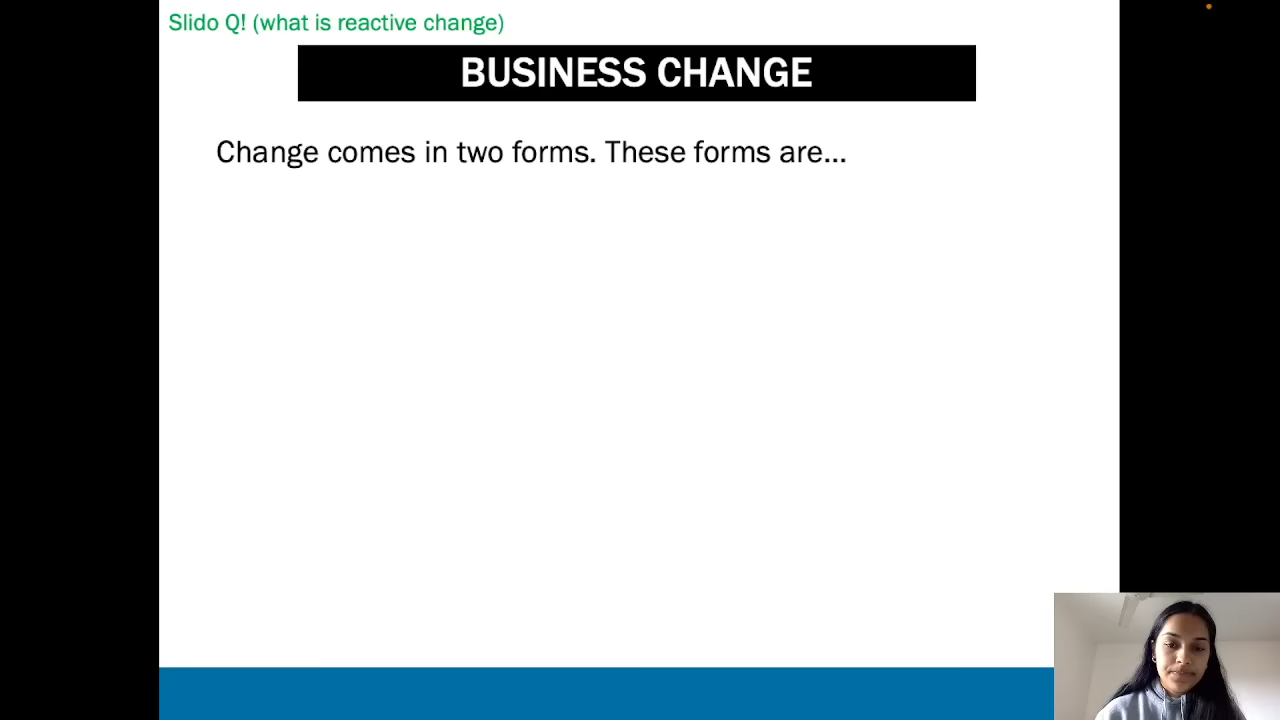 Slido Q! (what is reactive change)
BUSINESS CHANGE
Change comes in two forms. These forms are...